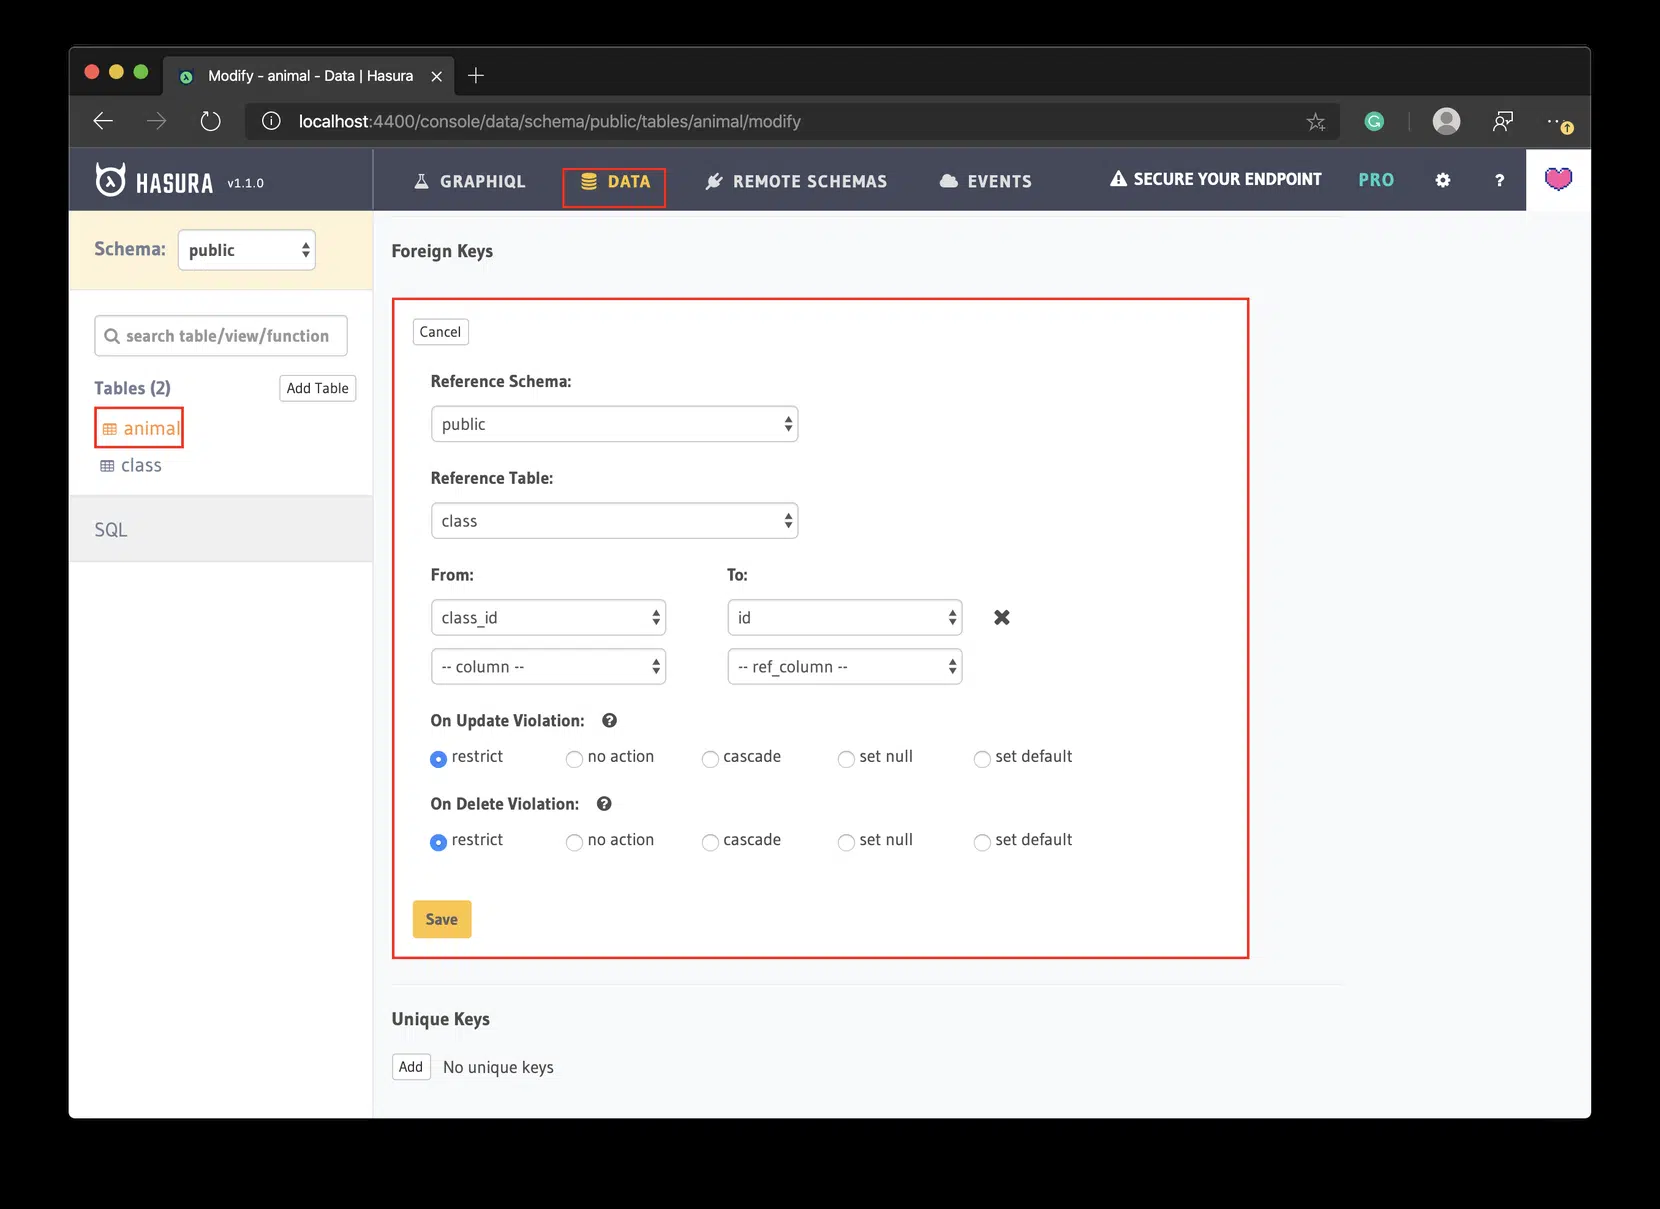 Modify - animal - Data | Hasura
localhost:4400/console/data/schema/public/tables/animal/modify
HASURA v1.1.0
GRAPHIQL
DATA
REMOTE SCHEMAS
EVENTS
SECURE YOUR ENDPOINT
PRO
?
Schema:
public
search table/view/function
Tables (2)
Add Table
animal
class
SQL
Foreign Keys
Cancel
Reference Schema:
public
Reference Table:
class
From: To:
class_id id
-- column -- -- ref_column --
On Update Violation: ?
restrict no action cascade set null set default
On Delete Violation: ?
restrict no action cascade set null set default
Save
Unique Keys
Add No unique keys